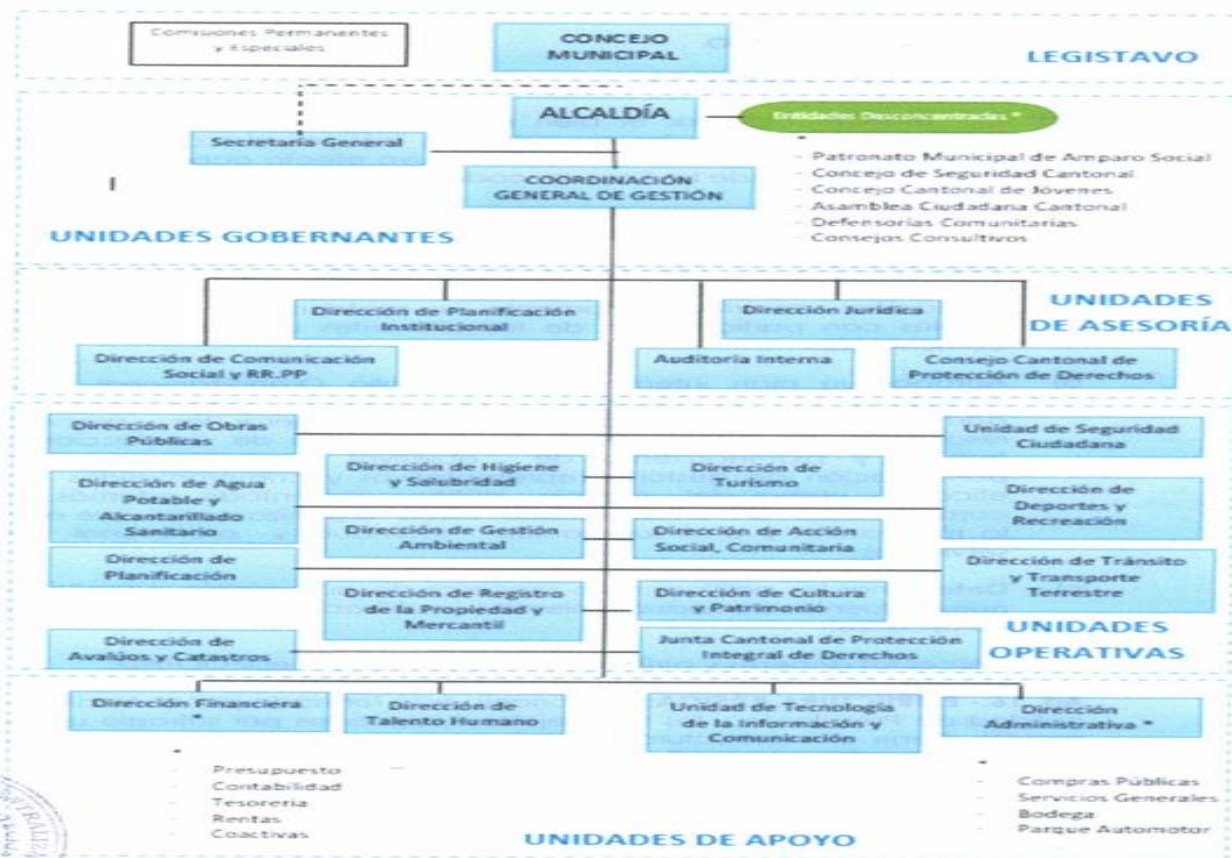 Comisiones Permanentes
y Especiales
CONCEJO
MUNICIPAL
LEGISTAVO
ALCALDÍA
Entidades Desconcentradas *
Secretaría General
*
- Patronato Municipal de Amparo Social
- Concejo de Seguridad Cantonal
- Concejo Cantonal de Jóvenes
- Asamblea Ciudadana Cantonal
- Defensorías Comunitarias
- Consejos Consultivos
COORDINACIÓN
GENERAL DE GESTIÓN
UNIDADES GOBERNANTES
UNIDADES
DE ASESORÍA
Dirección de Planificación
Institucional
Dirección Jurídica
Dirección de Comunicación
Social y RR.PP
Auditoria Interna
Consejo Cantonal de
Protección de Derechos
Dirección de Obras
Públicas
Unidad de Seguridad
Ciudadana
Dirección de Higiene
y Salubridad
Dirección de
Turismo
Dirección de Agua
Potable y
Alcantarillado
Sanitario
Dirección de
Deportes y
Recreación
Dirección de Gestión
Ambiental
Dirección de Acción
Social, Comunitaria
Dirección de
Planificación
Dirección de Tránsito
y Transporte
Terrestre
Dirección de Registro
de la Propiedad y
Mercantil
Dirección de Cultura
y Patrimonio
UNIDADES
OPERATIVAS
Dirección de
Avalúos y Catastros
Junta Cantonal de Protección
Integral de Derechos
Dirección Financiera
*
Dirección de
Talento Humano
Unidad de Tecnología
de la Información y
Comunicación
Dirección
Administrativa *
*
- Presupuesto
- Contabilidad
- Tesorería
- Rentas
- Coactivas
*
- Compras Públicas
- Servicios Generales
- Bodega
- Parque Automotor
UNIDADES DE APOYO